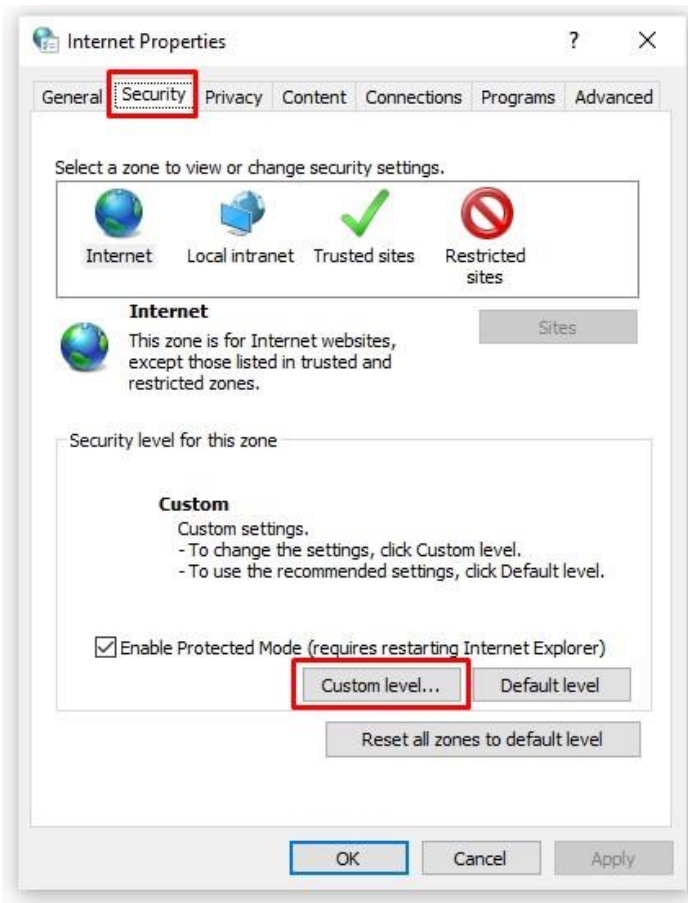 Internet Properties
?
General Security Privacy Content Connections Programs Advanced
Select a zone to view or change security settings.
Internet Local intranet Trusted sites Restricted
sites
Internet
Sites
This zone is for Internet websites,
except those listed in trusted and
restricted zones.
Security level for this zone
Custom
Custom settings.
- To change the settings, click Custom level.
- To use the recommended settings, click Default level.
Enable Protected Mode (requires restarting Internet Explorer)
Custom level... Default level
Reset all zones to default level
OK Cancel Apply